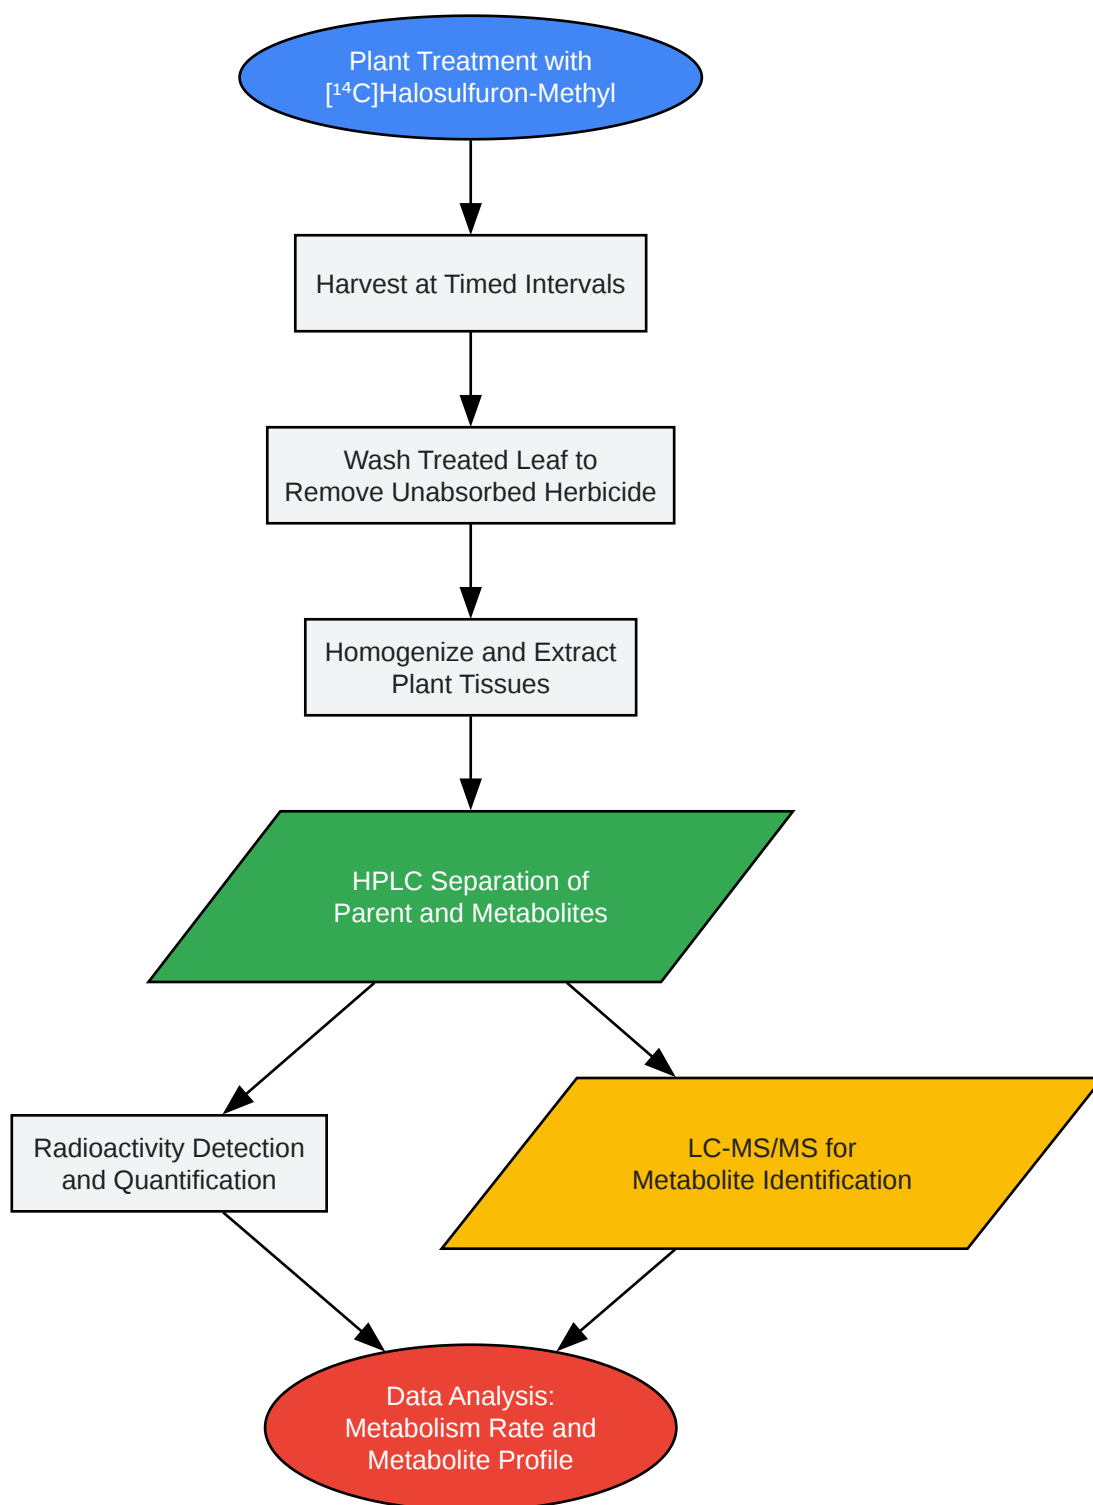 Plant Treatment with
[¹⁴C]Halosulfuron-Methyl
Harvest at Timed Intervals
Wash Treated Leaf to
Remove Unabsorbed Herbicide
Homogenize and Extract
Plant Tissues
HPLC Separation of
Parent and Metabolites
Radioactivity Detection
and Quantification
LC-MS/MS for
Metabolite Identification
Data Analysis:
Metabolism Rate and
Metabolite Profile